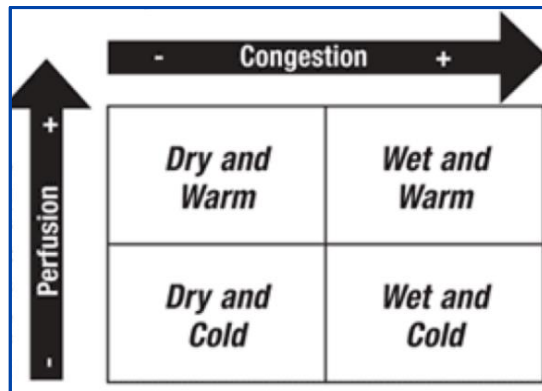 - Congestion +
+
Perfusion
-
Dry and
Warm
Wet and
Warm
Dry and
Cold
Wet and
Cold